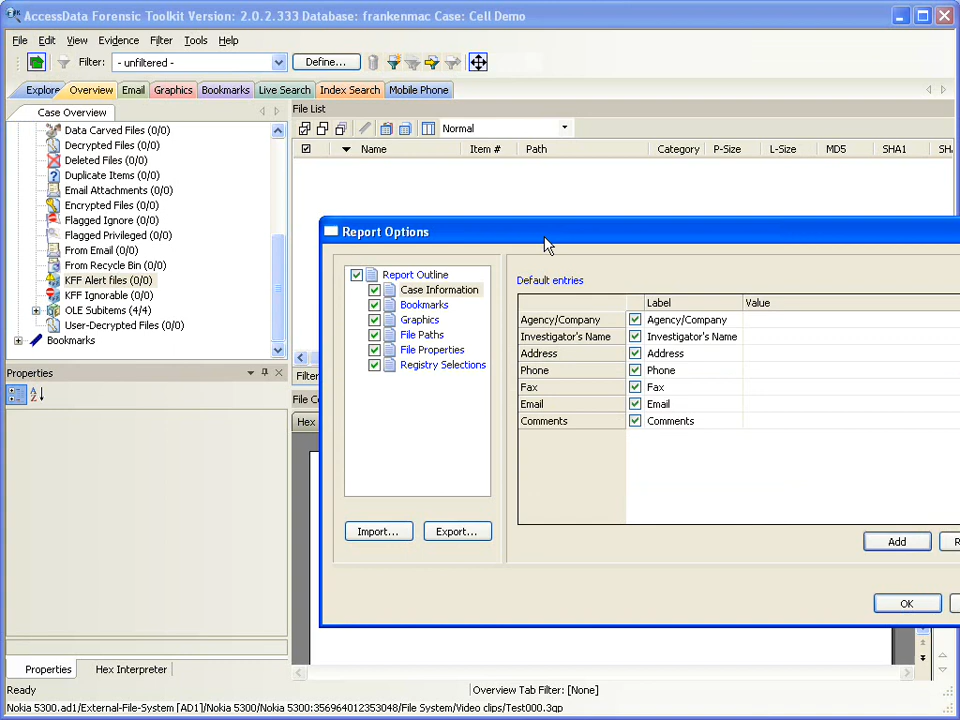 AccessData Forensic Toolkit Version: 2.0.2.333 Database: frankenmac Case: Cell Demo
File Edit View Evidence Filter Tools Help
Filter: - unfiltered - Define...
Explore Overview Email Graphics Bookmarks Live Search Index Search Mobile Phone
Case Overview
Data Carved Files (0/0)
Decrypted Files (0/0)
Deleted Files (0/0)
Duplicate Items (0/0)
Email Attachments (0/0)
Encrypted Files (0/0)
Flagged Ignore (0/0)
Flagged Privileged (0/0)
From Email (0/0)
From Recycle Bin (0/0)
KFF Alert files (0/0)
KFF Ignorable (0/0)
OLE Subitems (4/4)
User-Decrypted Files (0/0)
Bookmarks
File List
Normal
Name Item # Path Category P-Size L-Size MD5 SHA1 SHA
Filter
File Co
Hex
Report Options
Report Outline
Case Information
Bookmarks
Graphics
File Paths
File Properties
Registry Selections
Import... Export...
Default entries
Label Value
Agency/Company Agency/Company
Investigator's Name Investigator's Name
Address Address
Phone Phone
Fax Fax
Email Email
Comments Comments
Add R
OK
Properties
A
Z
Properties Hex Interpreter
Ready Overview Tab Filter: [None]
Nokia 5300.ad1/External-File-System [AD1]/Nokia 5300/Nokia 5300:356964012353048/File System/Video clips/Test000.3gp